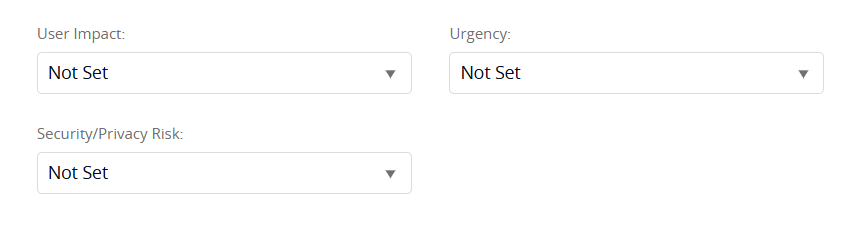 User Impact:
Urgency:
Not Set
Not Set
Security/Privacy Risk:
Not Set